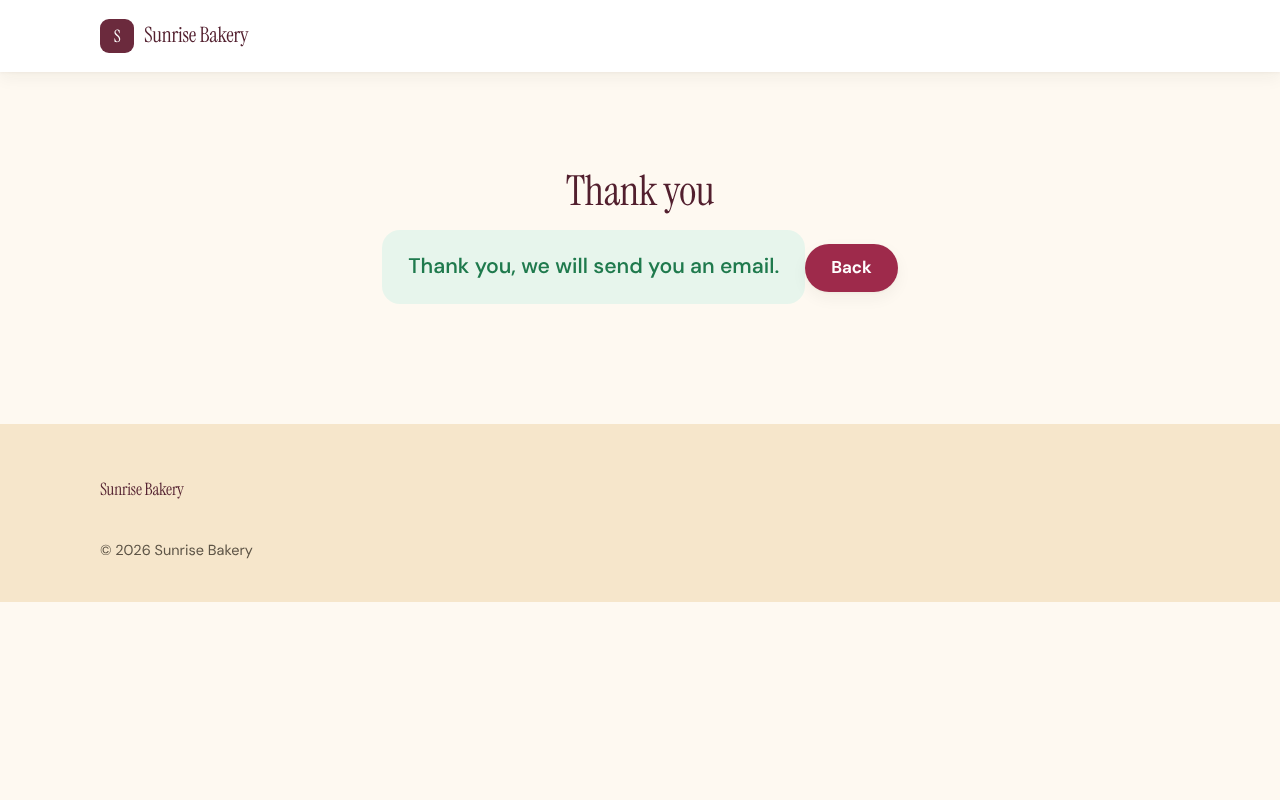 S Sunrise Bakery
Thank you
Thank you, we will send you an email. Back
Sunrise Bakery
© 2026 Sunrise Bakery